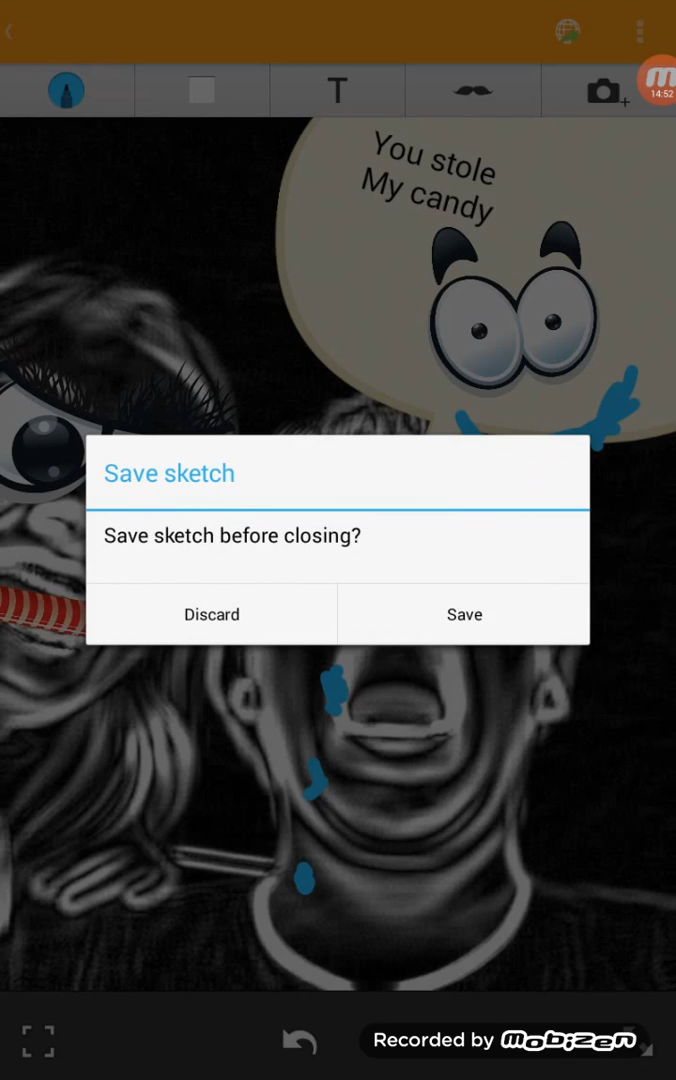 14:52
T
You stole
My candy
Save sketch
Save sketch before closing?
Discard
Save
Recorded by mobizen